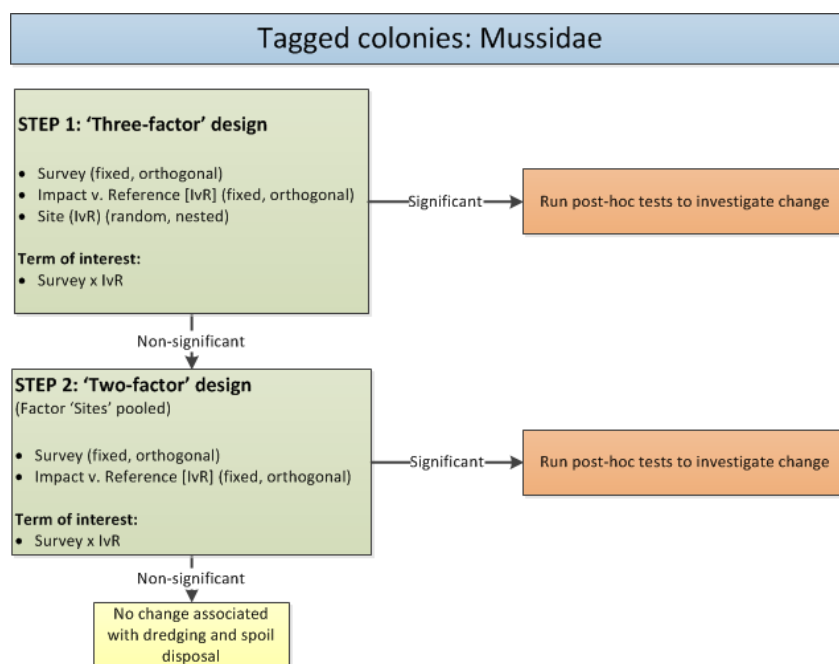 Tagged colonies: Mussidae
STEP 1: ‘Three-factor’ design
• Survey (fixed, orthogonal)
• Impact v. Reference [IvR] (fixed, orthogonal)
• Site (IvR) (random, nested)
Term of interest:
• Survey x IvR
Significant
Run post-hoc tests to investigate change
Non-significant
STEP 2: ‘Two-factor’ design
(Factor ‘Sites’ pooled)
• Survey (fixed, orthogonal)
• Impact v. Reference [IvR] (fixed, orthogonal)
Term of interest:
• Survey x IvR
Significant
Run post-hoc tests to investigate change
Non-significant
No change associated
with dredging and spoil
disposal